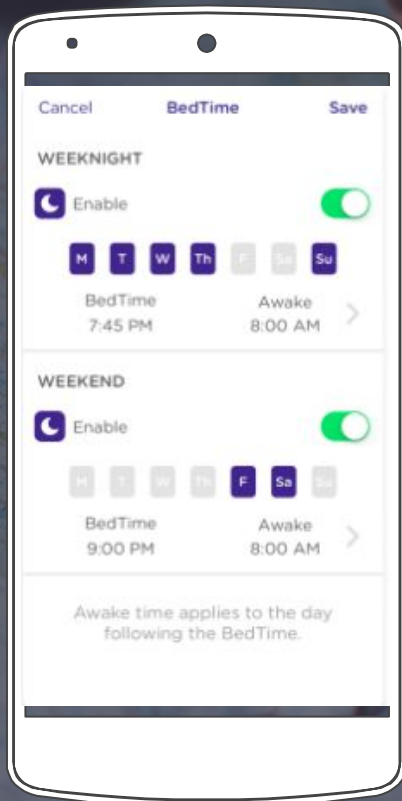 Cancel BedTime Save
WEEKNIGHT
Enable
M T W Th F Sa Su
BedTime Awake
7:45 PM 8:00 AM
WEEKEND
Enable
M T W Th F Sa Su
BedTime Awake
9:00 PM 8:00 AM
Awake time applies to the day
following the BedTime.